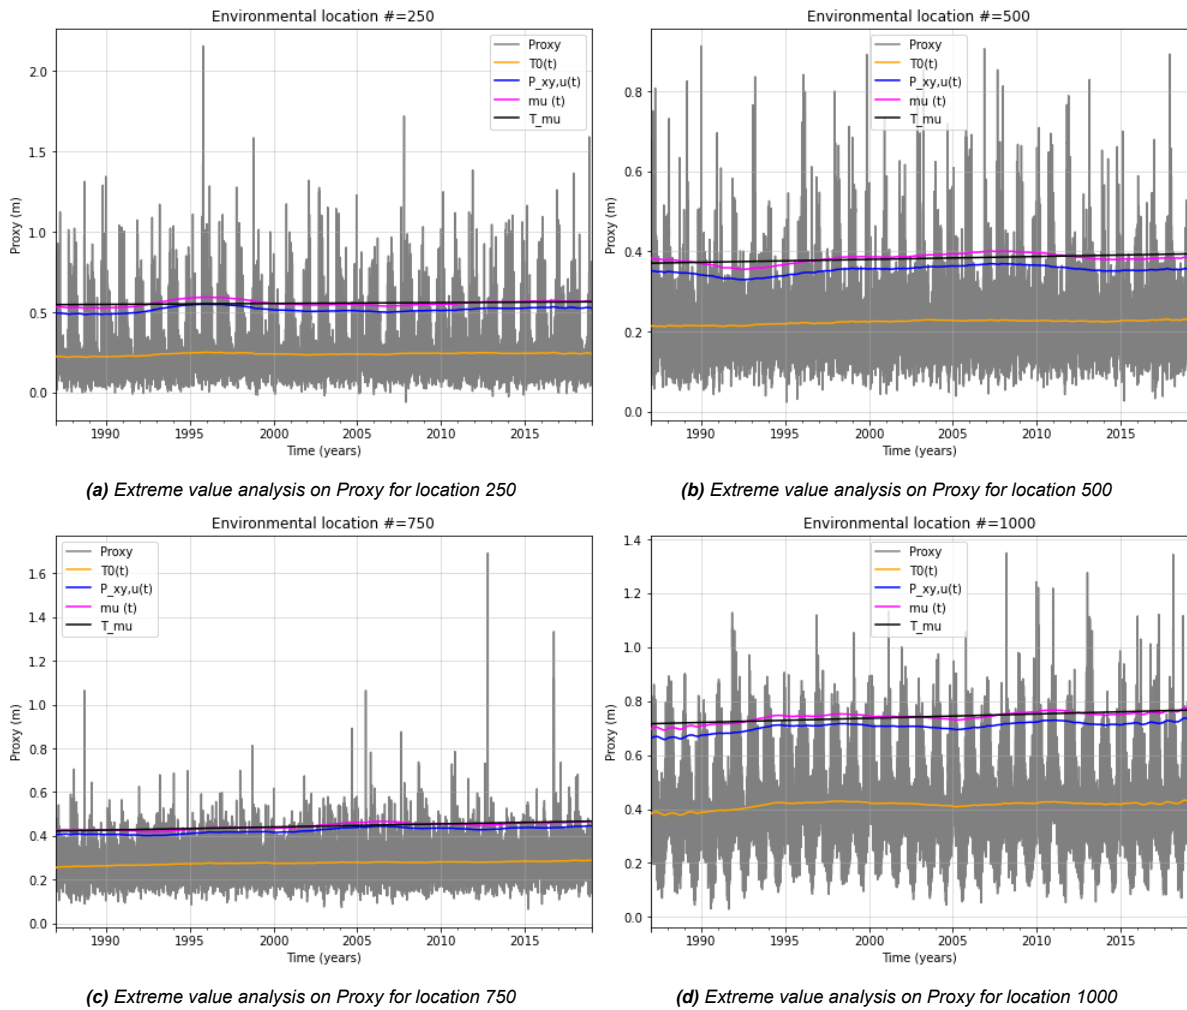 Environmental location #=250
Proxy
T0(t)
P_xy,u(t)
mu (t)
T_mu
2.0
1.5
1.0
0.5
0.0
Proxy (m)
1990 1995 2000 2005 2010 2015
Time (years)
(a) Extreme value analysis on Proxy for location 250
Environmental location #=500
Proxy
T0(t)
P_xy,u(t)
mu (t)
T_mu
0.8
0.6
0.4
0.2
0.0
Proxy (m)
1990 1995 2000 2005 2010 2015
Time (years)
(b) Extreme value analysis on Proxy for location 500
Environmental location #=750
Proxy
T0(t)
P_xy,u(t)
mu (t)
T_mu
1.6
1.4
1.2
1.0
0.8
0.6
0.4
0.2
0.0
Proxy (m)
1990 1995 2000 2005 2010 2015
Time (years)
(c) Extreme value analysis on Proxy for location 750
Environmental location #=1000
Proxy
T0(t)
P_xy,u(t)
mu (t)
T_mu
1.4
1.2
1.0
0.8
0.6
0.4
0.2
0.0
Proxy (m)
1990 1995 2000 2005 2010 2015
Time (years)
(d) Extreme value analysis on Proxy for location 1000